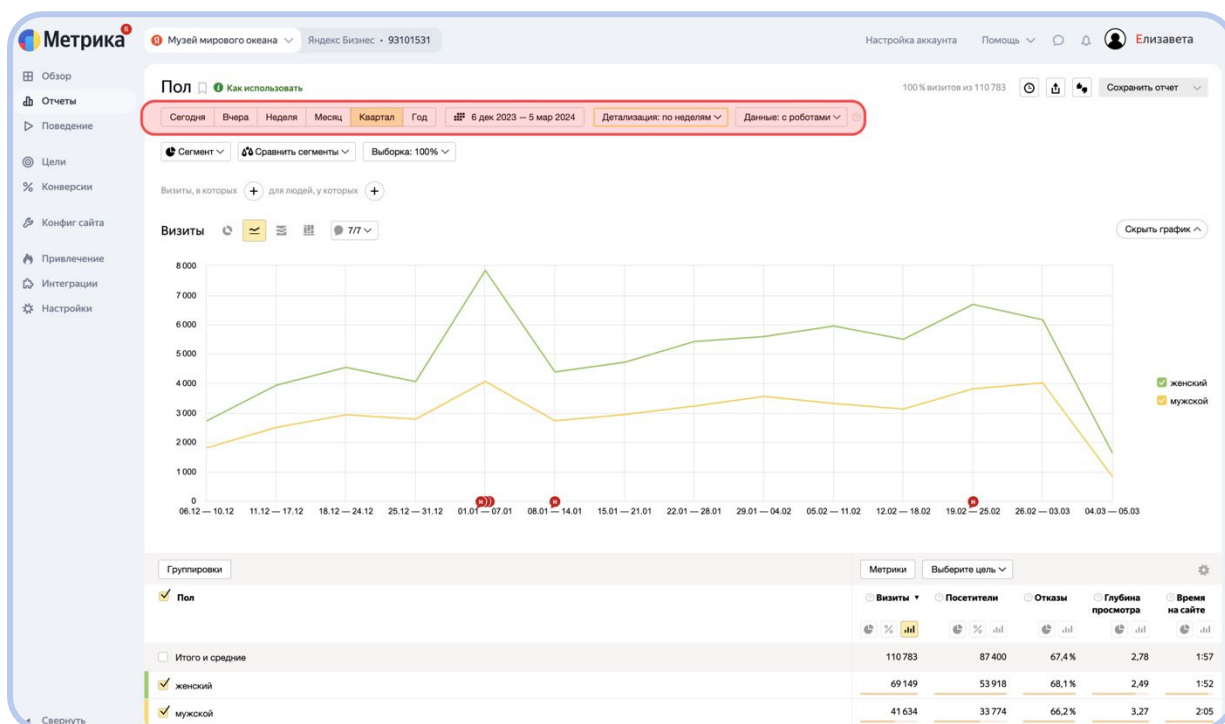 Метрика
Музей мирового океана
Яндекс Бизнес • 93101531
Настройка аккаунта
Помощь
Елизавета
Обзор
Отчеты
Поведение
Цели
Конверсии
Конфиг сайта
Привлечение
Интеграции
Настройки
Свернуть
Пол
Как использовать
100 % визитов из 110 783
Сохранить отчет
Сегодня Вчера Неделя Месяц Квартал Год
6 дек 2023 — 5 мар 2024
Детализация: по неделям
Данные: с роботами
Сегмент
Сравнить сегменты
Выборка: 100%
Визиты, в которых + для людей, у которых +
Визиты
7/7
Скрыть график
8 000
7 000
6 000
5 000
4 000
3 000
2 000
1 000
0
женский
мужской
06.12 — 10.12 11.12 — 17.12 18.12 — 24.12 25.12 — 31.12 01.01 — 07.01 08.01 — 14.01 15.01 — 21.01 22.01 — 28.01 29.01 — 04.02 05.02 — 11.02 12.02 — 18.02 19.02 — 25.02 26.02 — 03.03 04.03 — 05.03
Группировки
Метрики
Выберите цель
Пол
Визиты ▼ Посетители Отказы Глубина просмотра Время на сайте
Итого и средние 110 783 87 400 67,4 % 2,78 1:57
женский 69 149 53 918 68,1 % 2,49 1:52
мужской 41 634 33 774 66,2 % 3,27 2:05